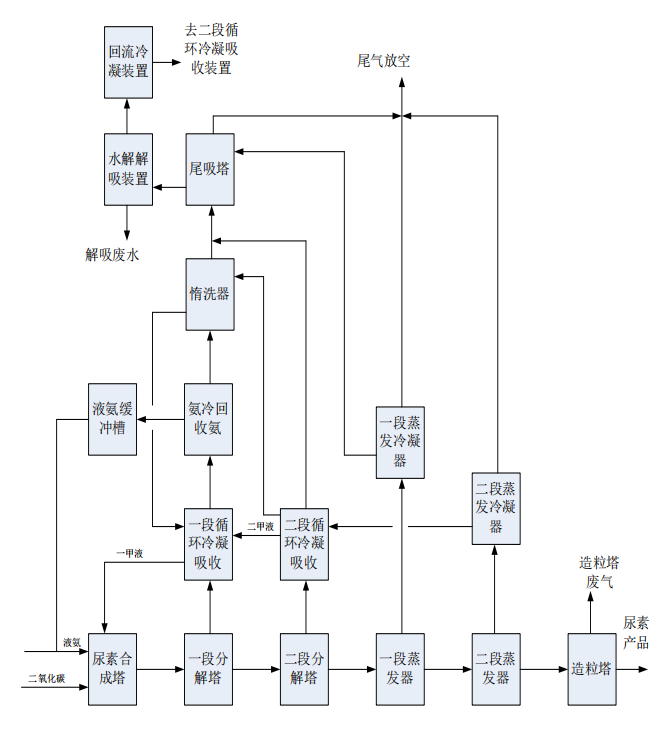 去二段循
环冷凝吸
收装置
回流冷
凝装置
尾气放空
水解解
吸装置
尾吸塔
解吸废水
惰洗器
液氨缓
冲槽
氨冷回
收氨
一段蒸
发冷凝
器
二段蒸
发冷凝
器
一段循
环冷凝
吸收
二甲液
二段循
环冷凝
吸收
一甲液
造粒塔
废气
尿素
产品
液氨
二氧化碳
尿素合
成塔
一段分
解塔
二段分
解塔
一段蒸
发器
二段蒸
发器
造粒塔